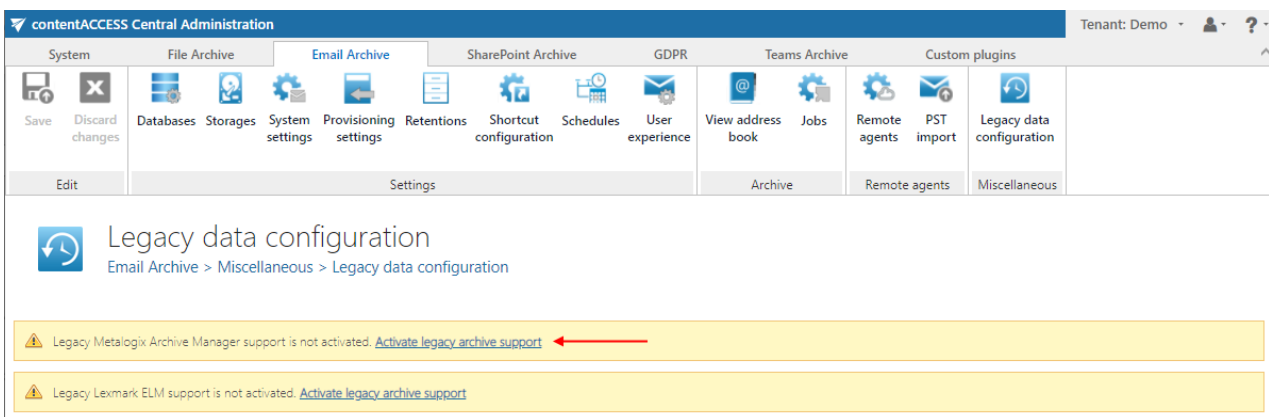 contentACCESS Central Administration
Tenant: Demo
?
System
File Archive
Email Archive
SharePoint Archive
GDPR
Teams Archive
Custom plugins
Save
Discard
changes
Databases
Storages
System
settings
Provisioning
settings
Retentions
Shortcut
configuration
Schedules
User
experience
@
View address
book
Jobs
Remote
agents
PST
import
Legacy data
configuration
Edit
Settings
Archive
Remote agents
Miscellaneous
Legacy data configuration
Email Archive > Miscellaneous > Legacy data configuration
Legacy Metalogix Archive Manager support is not activated. Activate legacy archive support
Legacy Lexmark ELM support is not activated. Activate legacy archive support